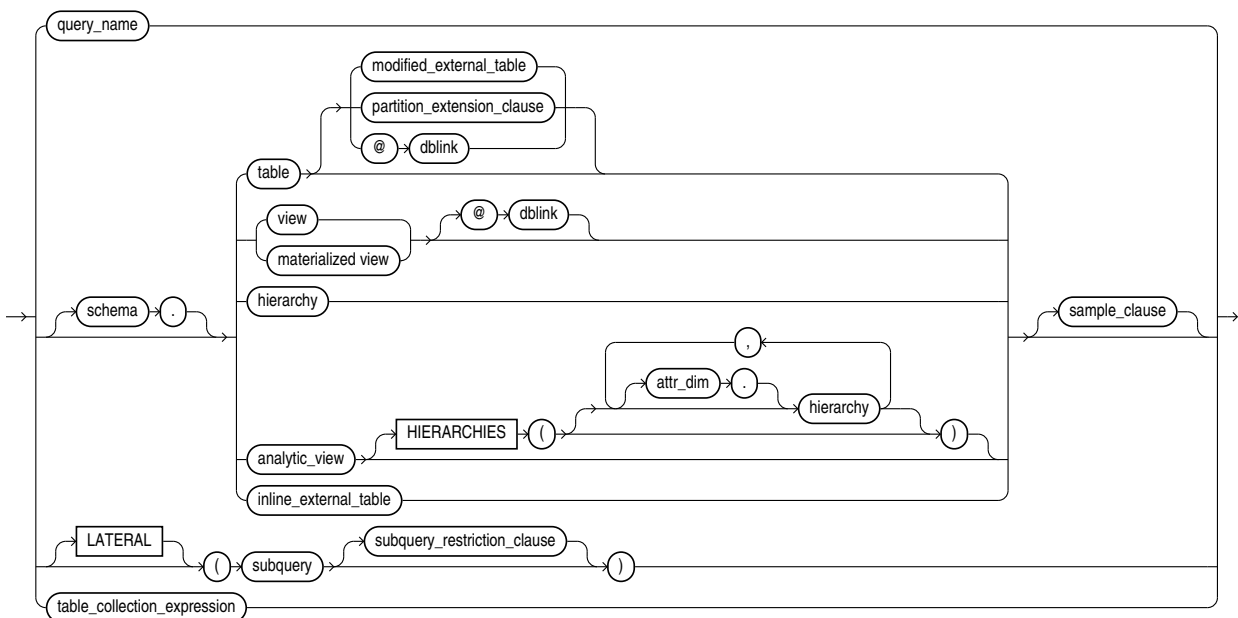 query_name
modified_external_table
partition_extension_clause
@ dblink
table
view @ dblink
materialized view
hierarchy
schema . sample_clause
,
attr_dim .
hierarchy
HIERARCHIES ( )
analytic_view
inline_external_table
LATERAL subquery_restriction_clause
( subquery )
table_collection_expression